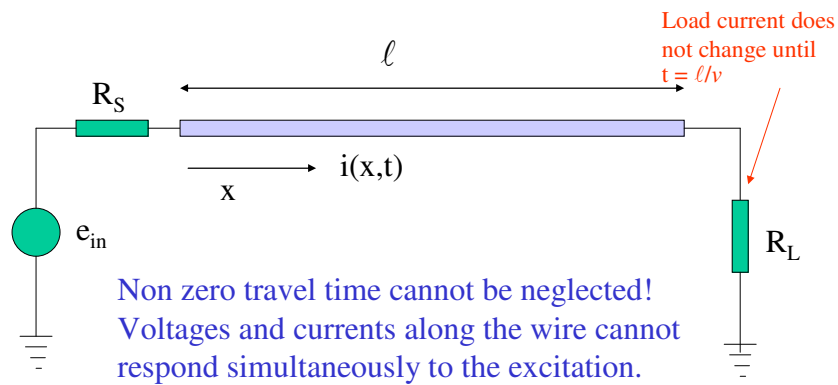 Load current does
not change until
t = ℓ/v
ℓ
R_S
i(x,t)
x
e_in
R_L
Non zero travel time cannot be neglected!
Voltages and currents along the wire cannot
respond simultaneously to the excitation.